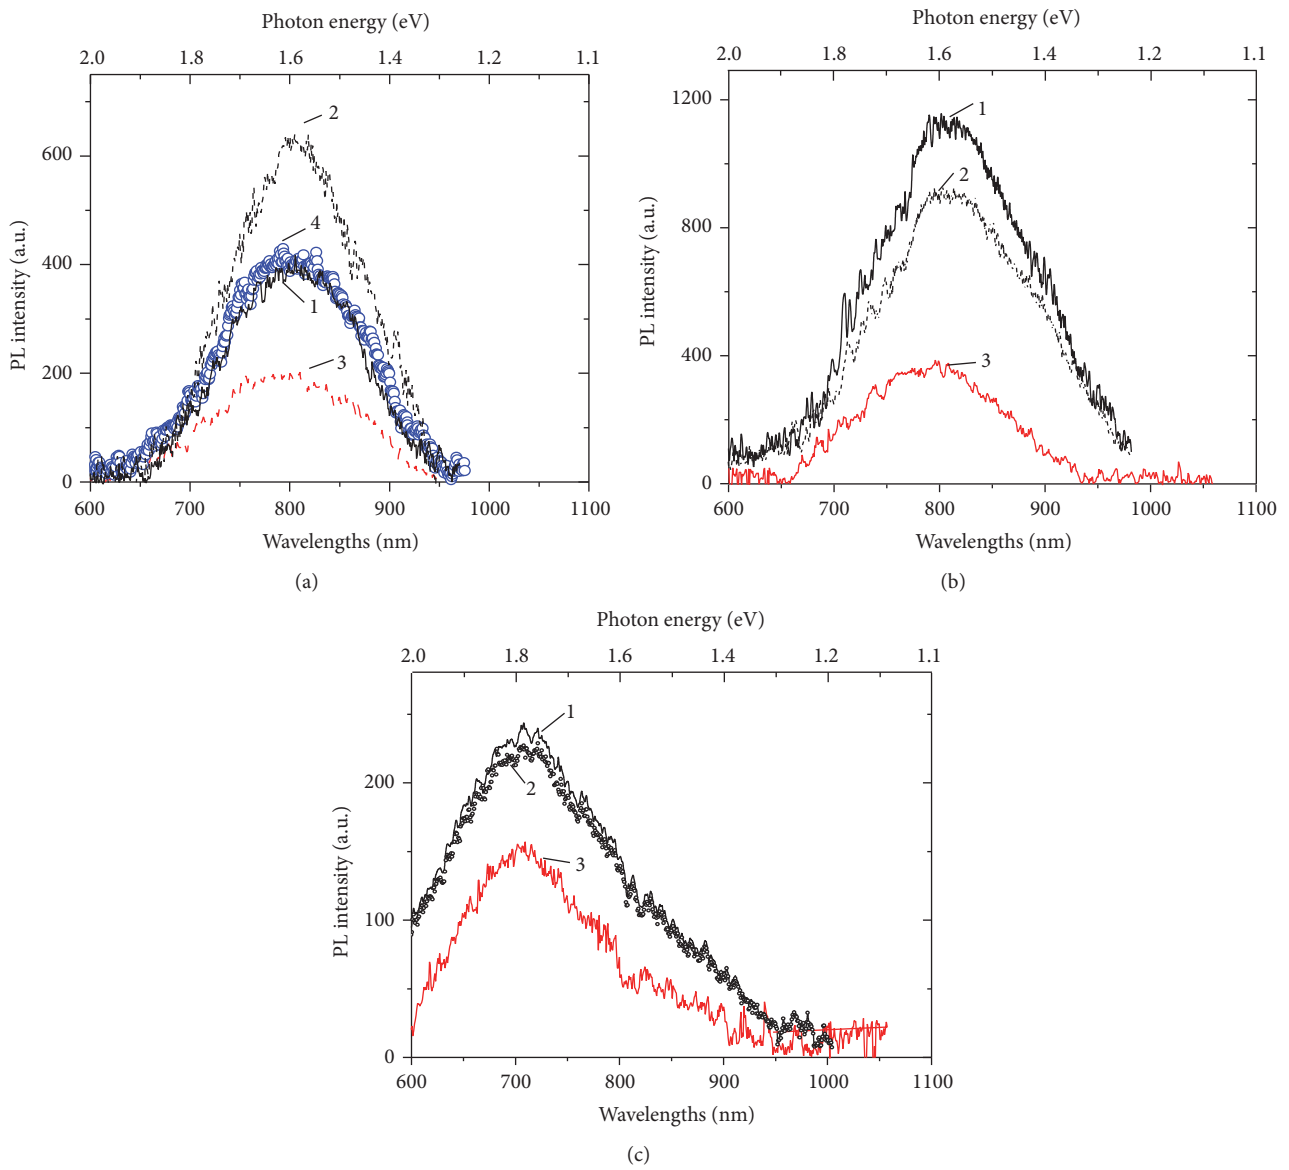 Photon energy (eV)
2.0 1.8 1.6 1.4 1.2 1.1
600
400
200
0
PL intensity (a.u.)
2
4
1
3
600 700 800 900 1000 1100
Wavelengths (nm)
(a)
Photon energy (eV)
2.0 1.8 1.6 1.4 1.2 1.1
1200
800
400
0
PL intensity (a.u.)
1
2
3
600 700 800 900 1000 1100
Wavelengths (nm)
(b)
Photon energy (eV)
2.0 1.8 1.6 1.4 1.2 1.1
200
100
0
PL intensity (a.u.)
1
2
3
600 700 800 900 1000 1100
Wavelengths (nm)
(c)